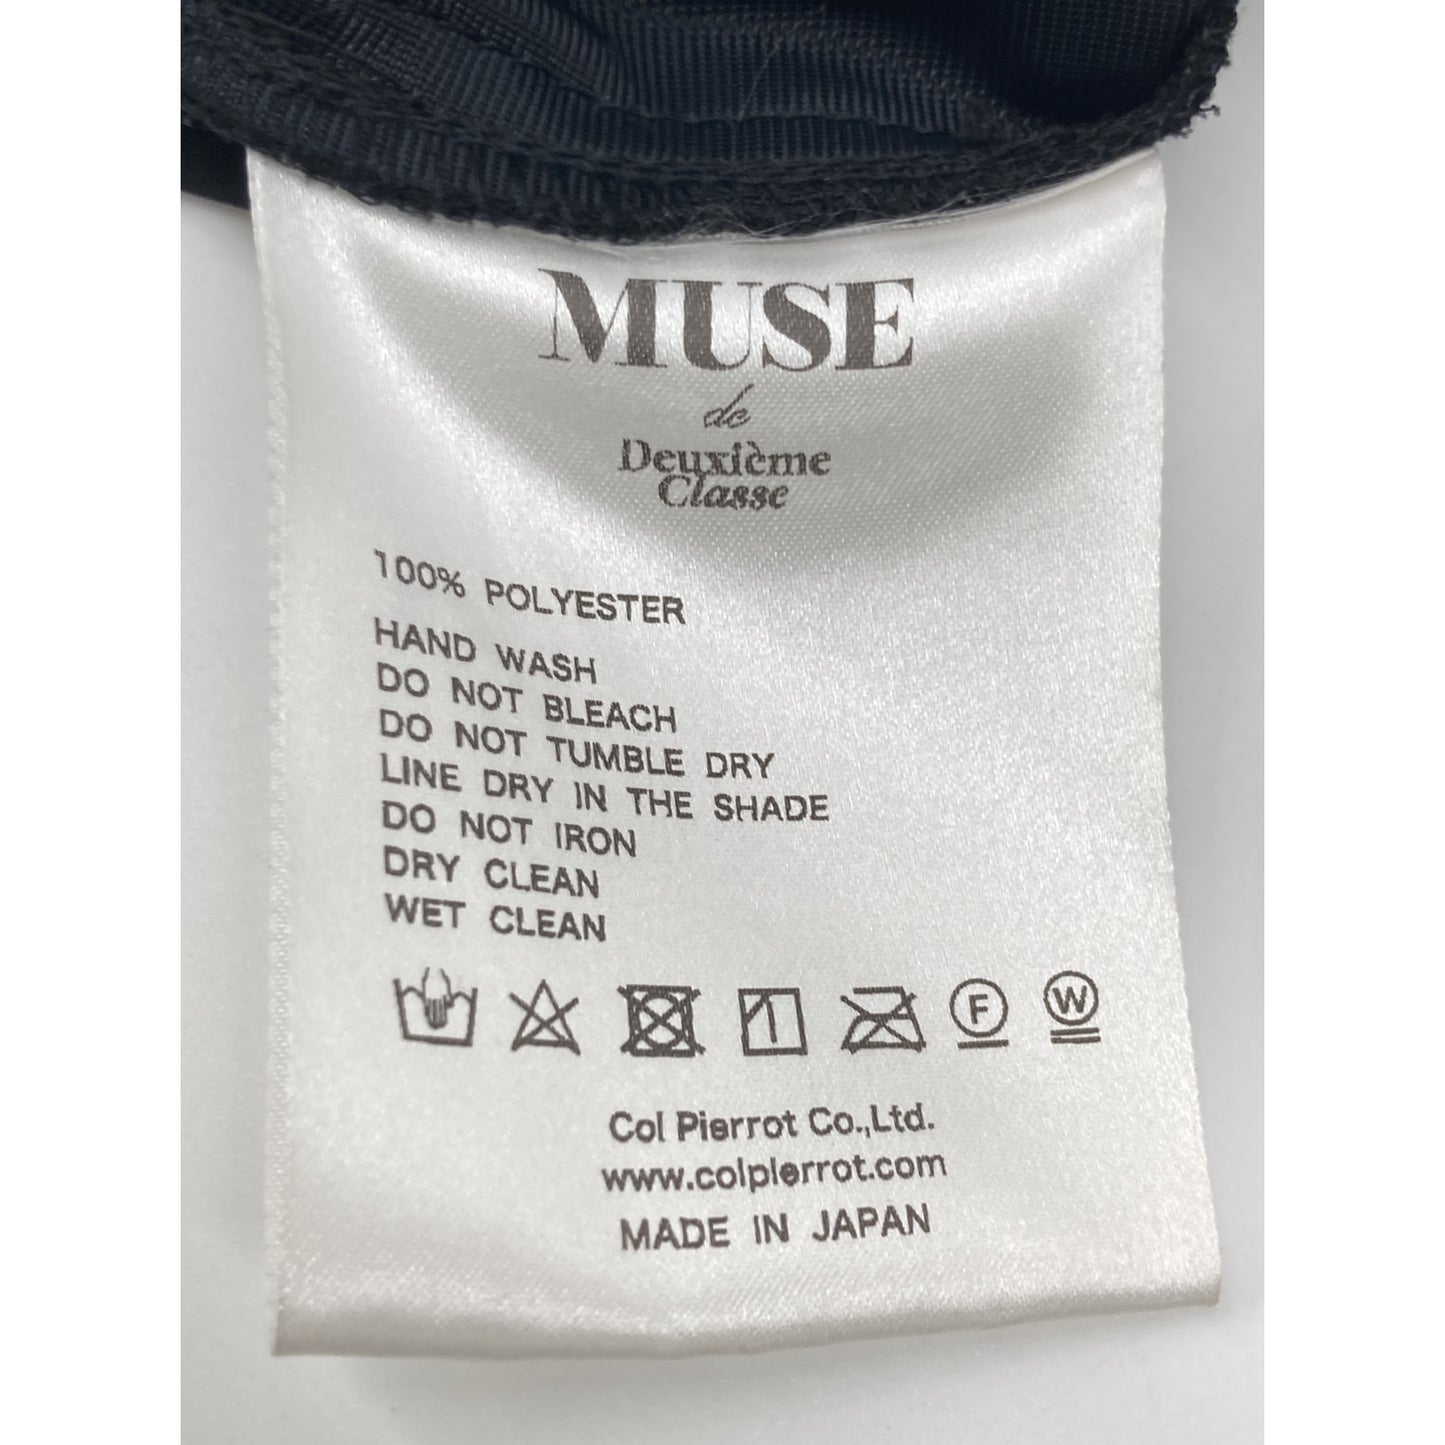 MUSE
de
Deuxième
Classe
100% POLYESTER
HAND WASH
DO NOT BLEACH
DO NOT TUMBLE DRY
LINE DRY IN THE SHADE
DO NOT IRON
DRY CLEAN
WET CLEAN
F W
Col Pierrot Co.,Ltd.
www.colpierrot.com
MADE IN JAPAN